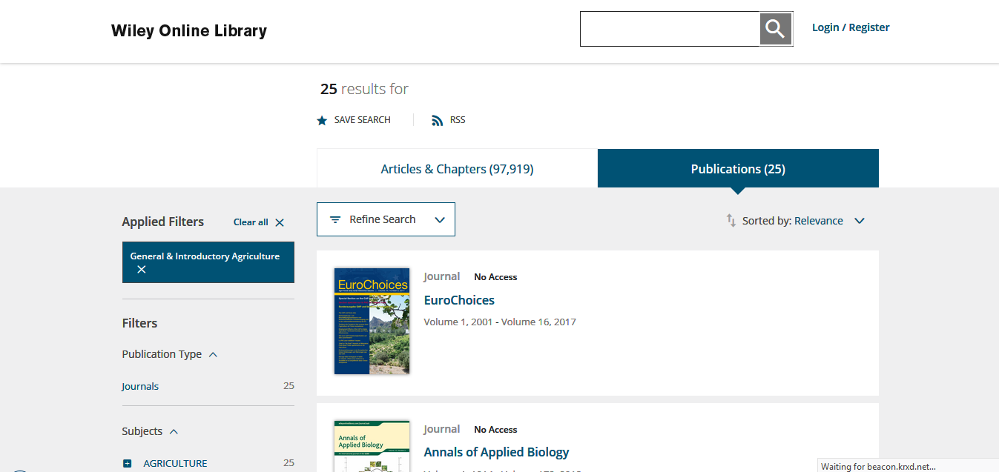 Wiley Online Library
Login / Register
25 results for
SAVE SEARCH
RSS
Articles & Chapters (97,919)
Publications (25)
Applied Filters
Clear all
General & Introductory Agriculture
Filters
Publication Type
Journals 25
Subjects
AGRICULTURE 25
Refine Search
Sorted by: Relevance
EuroChoices
Journal No Access
EuroChoices
Volume 1, 2001 - Volume 16, 2017
Annals of
Applied Biology
Journal No Access
Annals of Applied Biology
Waiting for beacon.krxd.net...